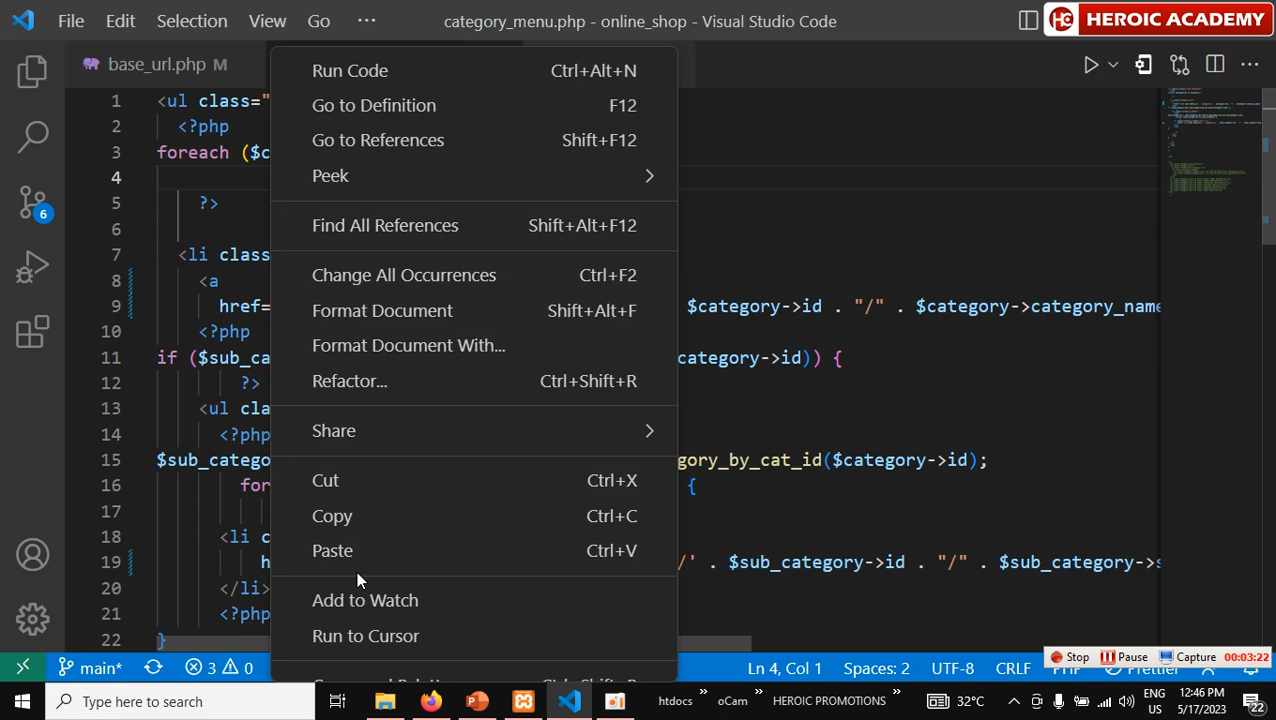 File Edit Selection View Go ··· category_menu.php - online_shop - Visual Studio Code HEROIC ACADEMY
base_url.php M
1 <ul class="
2 <?php
3 foreach ($c
4
5 ?>
6
7 <li class
8 <a
9 href= $category->id . "/" . $category->category_name
10 <?php
11 if ($sub_ca category->id)) {
12 ?>
13 <ul cla
14 <?php
15 $sub_catego gory_by_cat_id($category->id);
16 for {
17
18 <li c
19 h /' . $sub_category->id . "/" . $sub_category->s
20 </li>
21 <?php
22 }
Run Code Ctrl+Alt+N
Go to Definition F12
Go to References Shift+F12
Peek
Find All References Shift+Alt+F12
Change All Occurrences Ctrl+F2
Format Document Shift+Alt+F
Format Document With...
Refactor... Ctrl+Shift+R
Share
Cut Ctrl+X
Copy Ctrl+C
Paste Ctrl+V
Add to Watch
Run to Cursor
6
main* 3 0 Ln 4, Col 1 Spaces: 2 UTF-8 CRLF PHP Prettier
Stop Pause Capture 00:03:22
Type here to search htdocs » oCam » HEROIC PROMOTIONS » 32°C ENG US 12:46 PM 5/17/2023 22